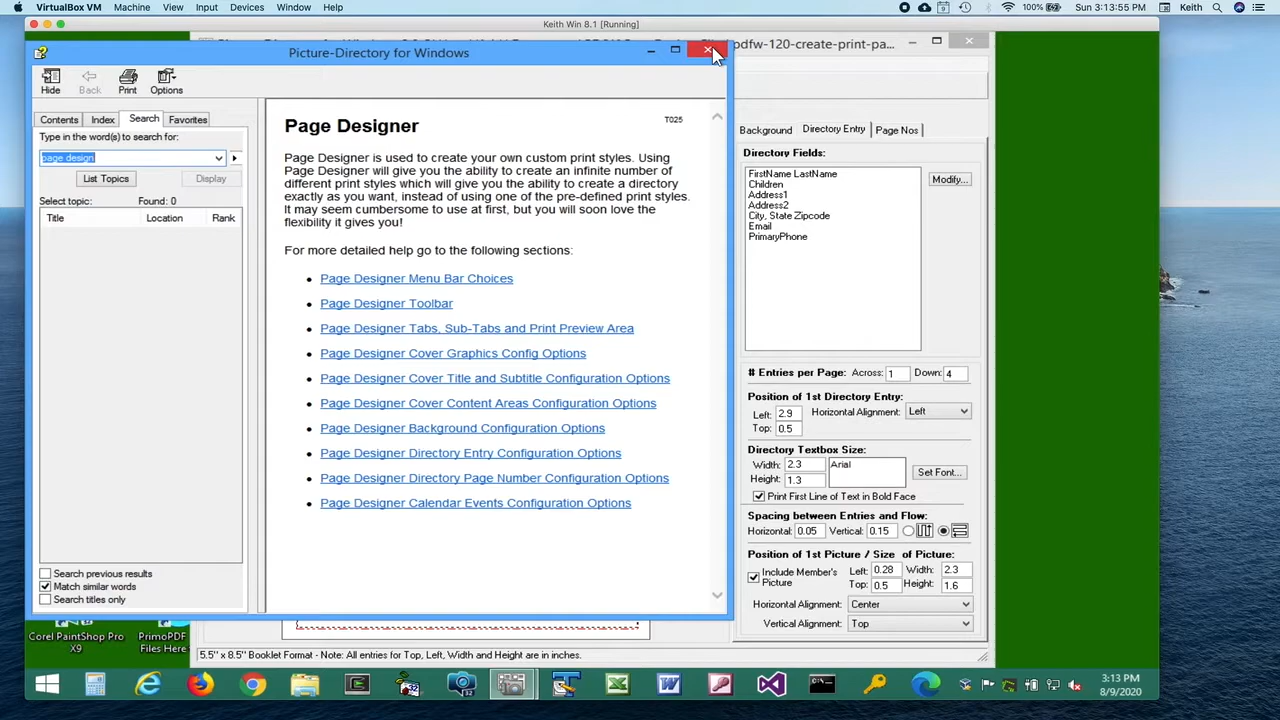 VirtualBox VM Machine View Input Devices Window Help 100% Sun 3:13:55 Keith
Keith Win 8.1 [Running]
Picture-Directory for Windows
pdfw-120-create-print-pa...
Hide Back Print Options
Contents Index Search Favorites
Type in the word(s) to search for:
page design
List Topics Display
Select topic: Found: 0
Title Location Rank
Search previous results
Match similar words
Search titles only
Page Designer T025
Page Designer is used to create your own custom print styles. Using
Page Designer will give you the ability to create an infinite number of
different print styles which will give you the ability to create a directory
exactly as you want, instead of using one of the pre-defined print styles.
It may seem cumbersome to use at first, but you will soon love the
flexibility it gives you!
For more detailed help go to the following sections:
• Page Designer Menu Bar Choices
• Page Designer Toolbar
• Page Designer Tabs, Sub-Tabs and Print Preview Area
• Page Designer Cover Graphics Config Options
• Page Designer Cover Title and Subtitle Configuration Options
• Page Designer Cover Content Areas Configuration Options
• Page Designer Background Configuration Options
• Page Designer Directory Entry Configuration Options
• Page Designer Directory Page Number Configuration Options
• Page Designer Calendar Events Configuration Options
Background Directory Entry Page Nos
Directory Fields:
FirstName LastName
Children
Address1
Address2
City, State Zipcode
Email
PrimaryPhone
Modify...
# Entries per Page: Across: 1 Down: 4
Position of 1st Directory Entry:
Left: 2.9 Horizontal Alignment: Left
Top: 0.5
Directory Textbox Size:
Width: 2.3 Arial Set Font...
Height: 1.3
Print First Line of Text in Bold Face
Spacing between Entries and Flow:
Horizontal: 0.05 Vertical: 0.15
Position of 1st Picture / Size of Picture:
Include Member's Picture Left: 0.28 Width: 2.3
Top: 0.5 Height: 1.6
Horizontal Alignment: Center
Vertical Alignment: Top
Corel PaintShop Pro X9
PrimoPDF Files Here
5.5" x 8.5" Booklet Format - Note: All entries for Top, Left, Width and Height are in inches.
3:13 PM
8/9/2020